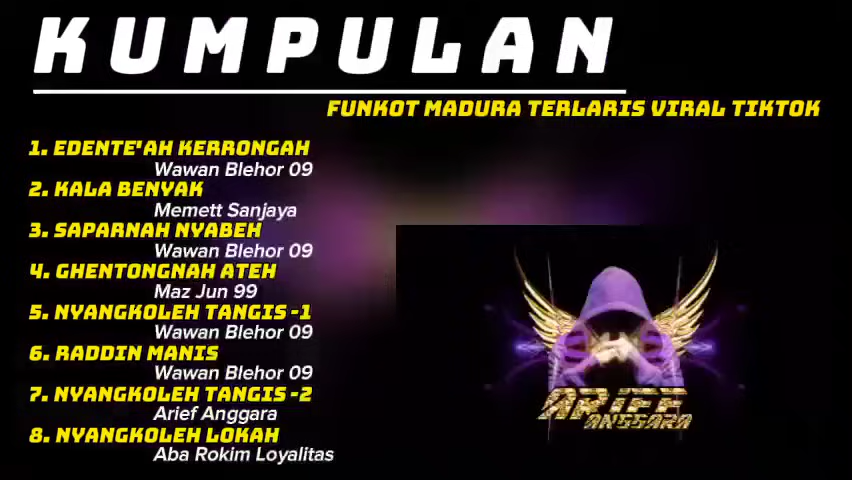 KUMPULAN
FUNKOT MADURA TERLARIS VIRAL TIKTOK
1. EDENTE'AH KERRONGAH
Wawan Blehor 09
2. KALA BENYAK
Memett Sanjaya
3. SAPARNAH NYABEH
Wawan Blehor 09
4. GHENTONGNAH ATEH
Maz Jun 99
5. NYANGKOLEH TANGIS -1
Wawan Blehor 09
6. RADDIN MANIS
Wawan Blehor 09
7. NYANGKOLEH TANGIS -2
Arief Anggara
8. NYANGKOLEH LOKAH
Aba Rokim Loyalitas
ARIEF
ANGGARA